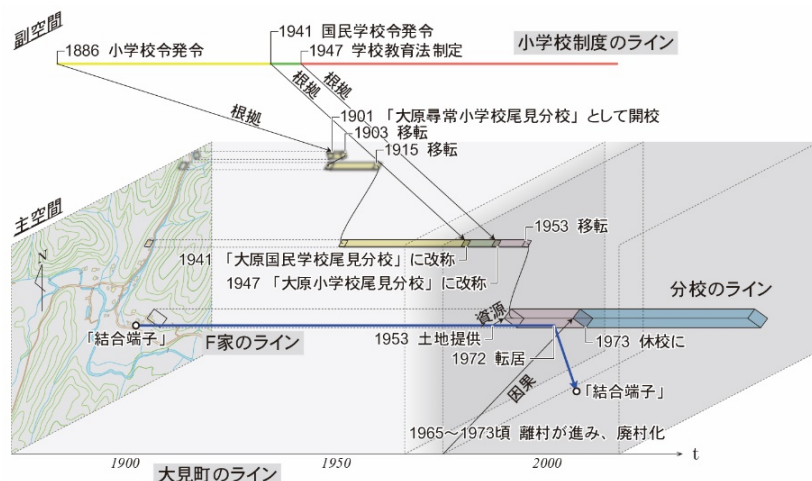 副空間
1886 小学校令発令
1941 国民学校令発令
1947 学校教育法制定
小学校制度のライン
根拠
根拠
根拠
1901 「大原尋常小学校尾見分校」として開校
1903 移転
1915 移転
主空間
N
1953 移転
1941 「大原国民学校尾見分校」に改称
1947 「大原小学校尾見分校」に改称
分校のライン
資源
「結合端子」
F家のライン
1953 土地提供
1973 休校に
1972 転居
因果
「結合端子」
1965~1973頃 離村が進み、廃村化
t
1900
1950
2000
大見町のライン